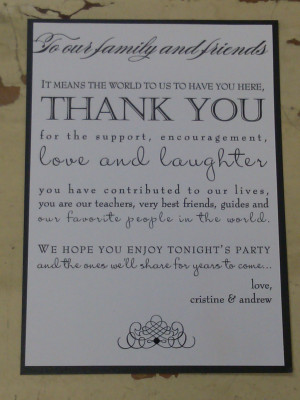 To our family and friends
IT MEANS THE WORLD TO US TO HAVE YOU HERE,
THANK YOU
for the support, encouragement,
love and laughter
you have contributed to our lives,
you are our teachers, very best friends, guides and
our favorite people in the world.
WE HOPE YOU ENJOY TONIGHT'S PARTY
and the ones we'll share for years to come...
love,
cristine & andrew